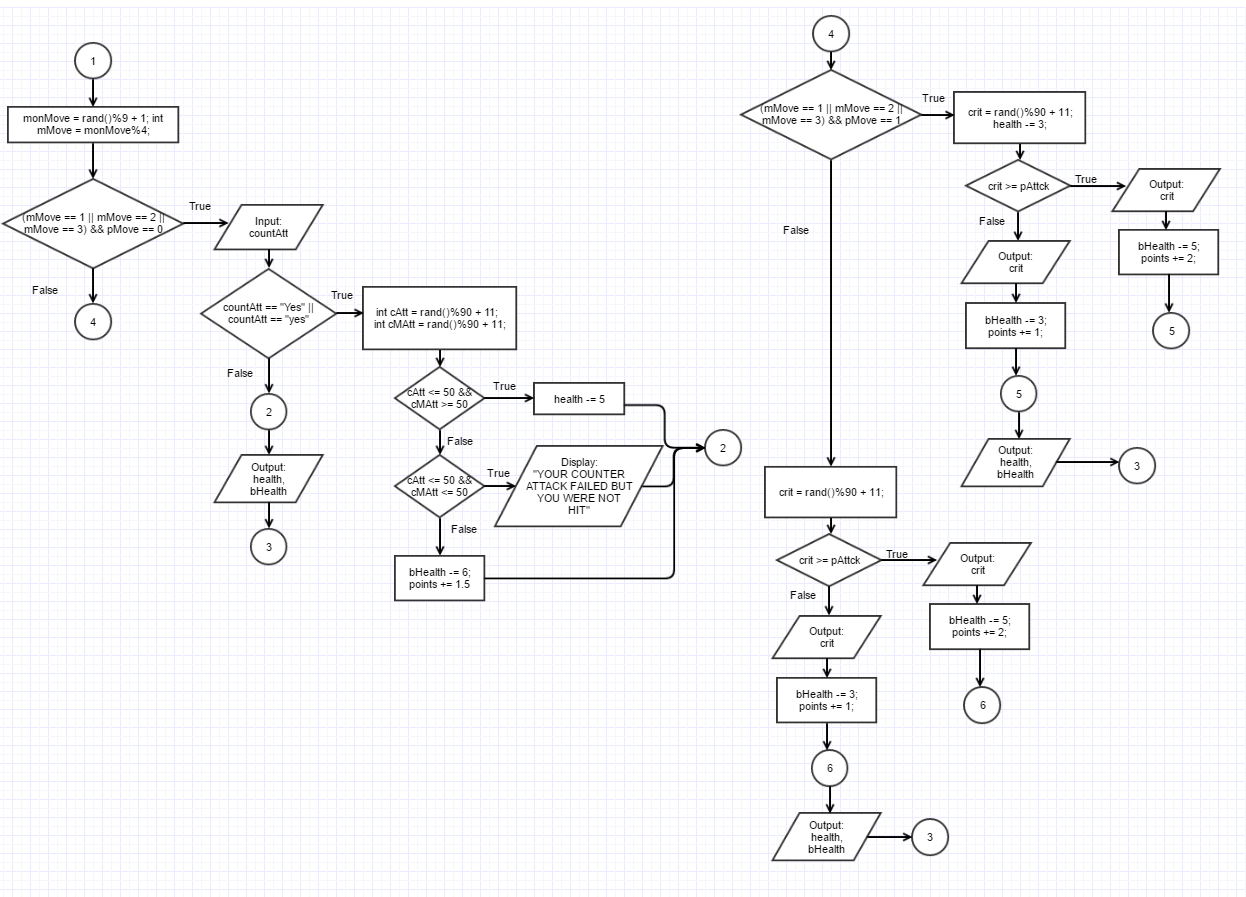 1
monMove = rand()%9 + 1; int
mMove = monMove%4;
(mMove == 1 || mMove == 2 ||
mMove == 3) && pMove == 0
True
False
4
Input:
countAtt
countAtt == "Yes" ||
countAtt == "yes"
True
False
2
Output:
health,
bHealth
3
int cAtt = rand()%90 + 11;
int cMAtt = rand()%90 + 11;
cAtt <= 50 &&
cMAtt >= 50
True
health -= 5
False
cAtt <= 50 &&
cMAtt <= 50
True
Display:
"YOUR COUNTER
ATTACK FAILED BUT
YOU WERE NOT
HIT"
2
False
bHealth -= 6;
points += 1.5
4
(mMove == 1 || mMove == 2 ||
mMove == 3) && pMove == 1
True
crit = rand()%90 + 11;
health -= 3;
crit >= pAttck
True
Output:
crit
bHealth -= 5;
points += 2;
5
False
Output:
crit
bHealth -= 3;
points += 1;
5
Output:
health,
bHealth
3
False
crit = rand()%90 + 11;
crit >= pAttck
True
Output:
crit
bHealth -= 5;
points += 2;
6
False
Output:
crit
bHealth -= 3;
points += 1;
6
Output:
health,
bHealth
3